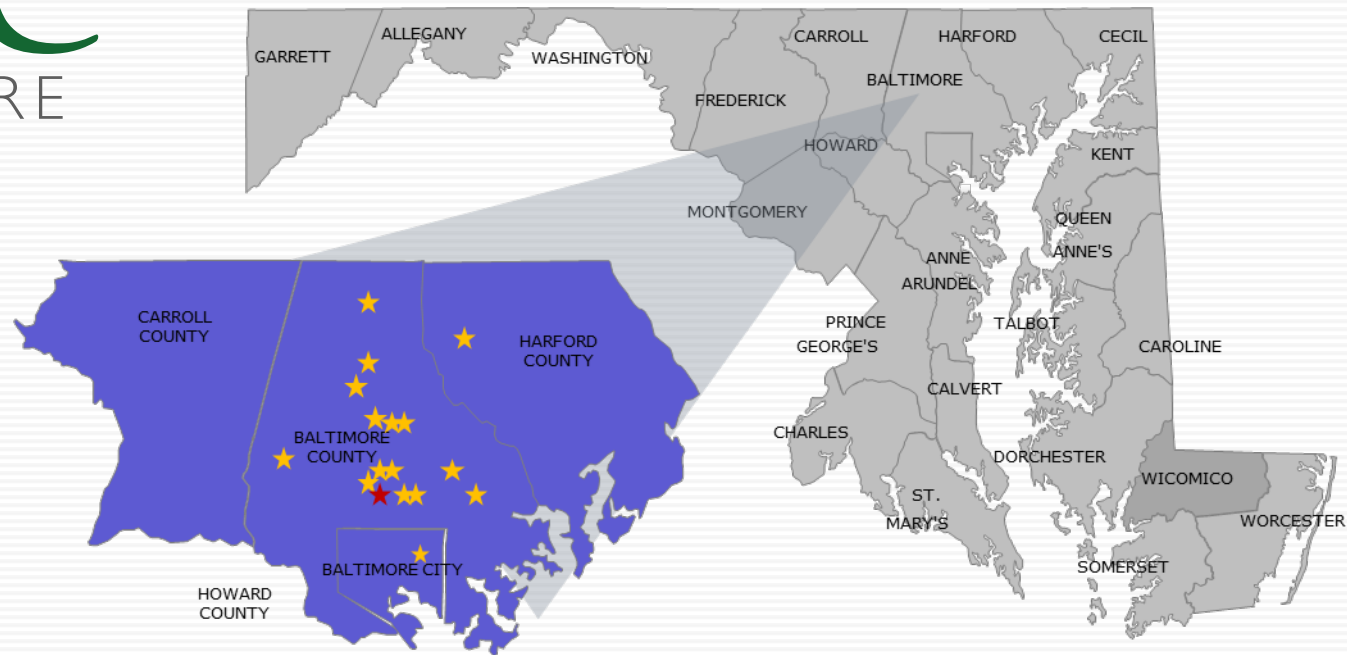 RE
GARRETT
ALLEGANY
WASHINGTON
FREDERICK
CARROLL
BALTIMORE
HARFORD
CECIL
HOWARD
KENT
MONTGOMERY
QUEEN
ANNE'S
ANNE
ARUNDEL
TALBOT
PRINCE
GEORGE'S
CAROLINE
CALVERT
CHARLES
DORCHESTER
WICOMICO
ST.
MARY'S
WORCESTER
SOMERSET
CARROLL
COUNTY
HARFORD
COUNTY
BALTIMORE
COUNTY
BALTIMORE CITY
HOWARD
COUNTY